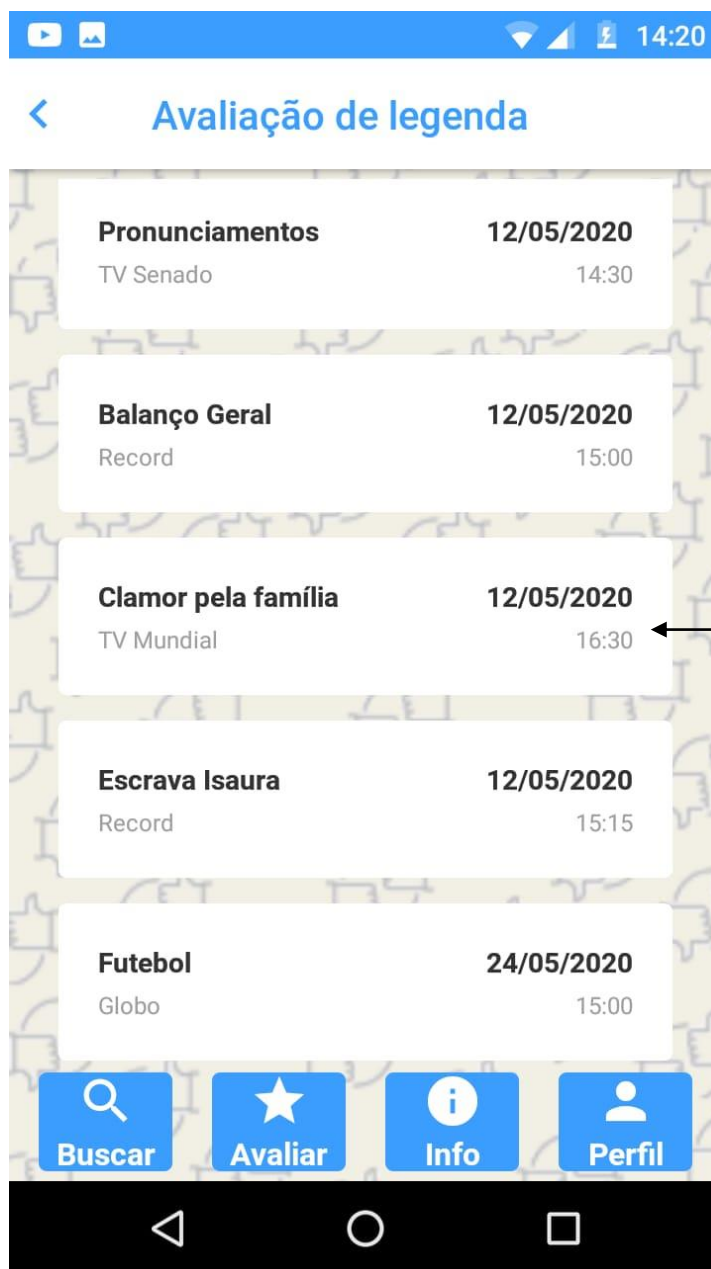 14:20
Avaliação de legenda
Pronunciamentos 12/05/2020
TV Senado 14:30
Balanço Geral 12/05/2020
Record 15:00
Clamor pela família 12/05/2020
TV Mundial 16:30
Escrava Isaura 12/05/2020
Record 15:15
Futebol 24/05/2020
Globo 15:00
Buscar Avaliar Info Perfil